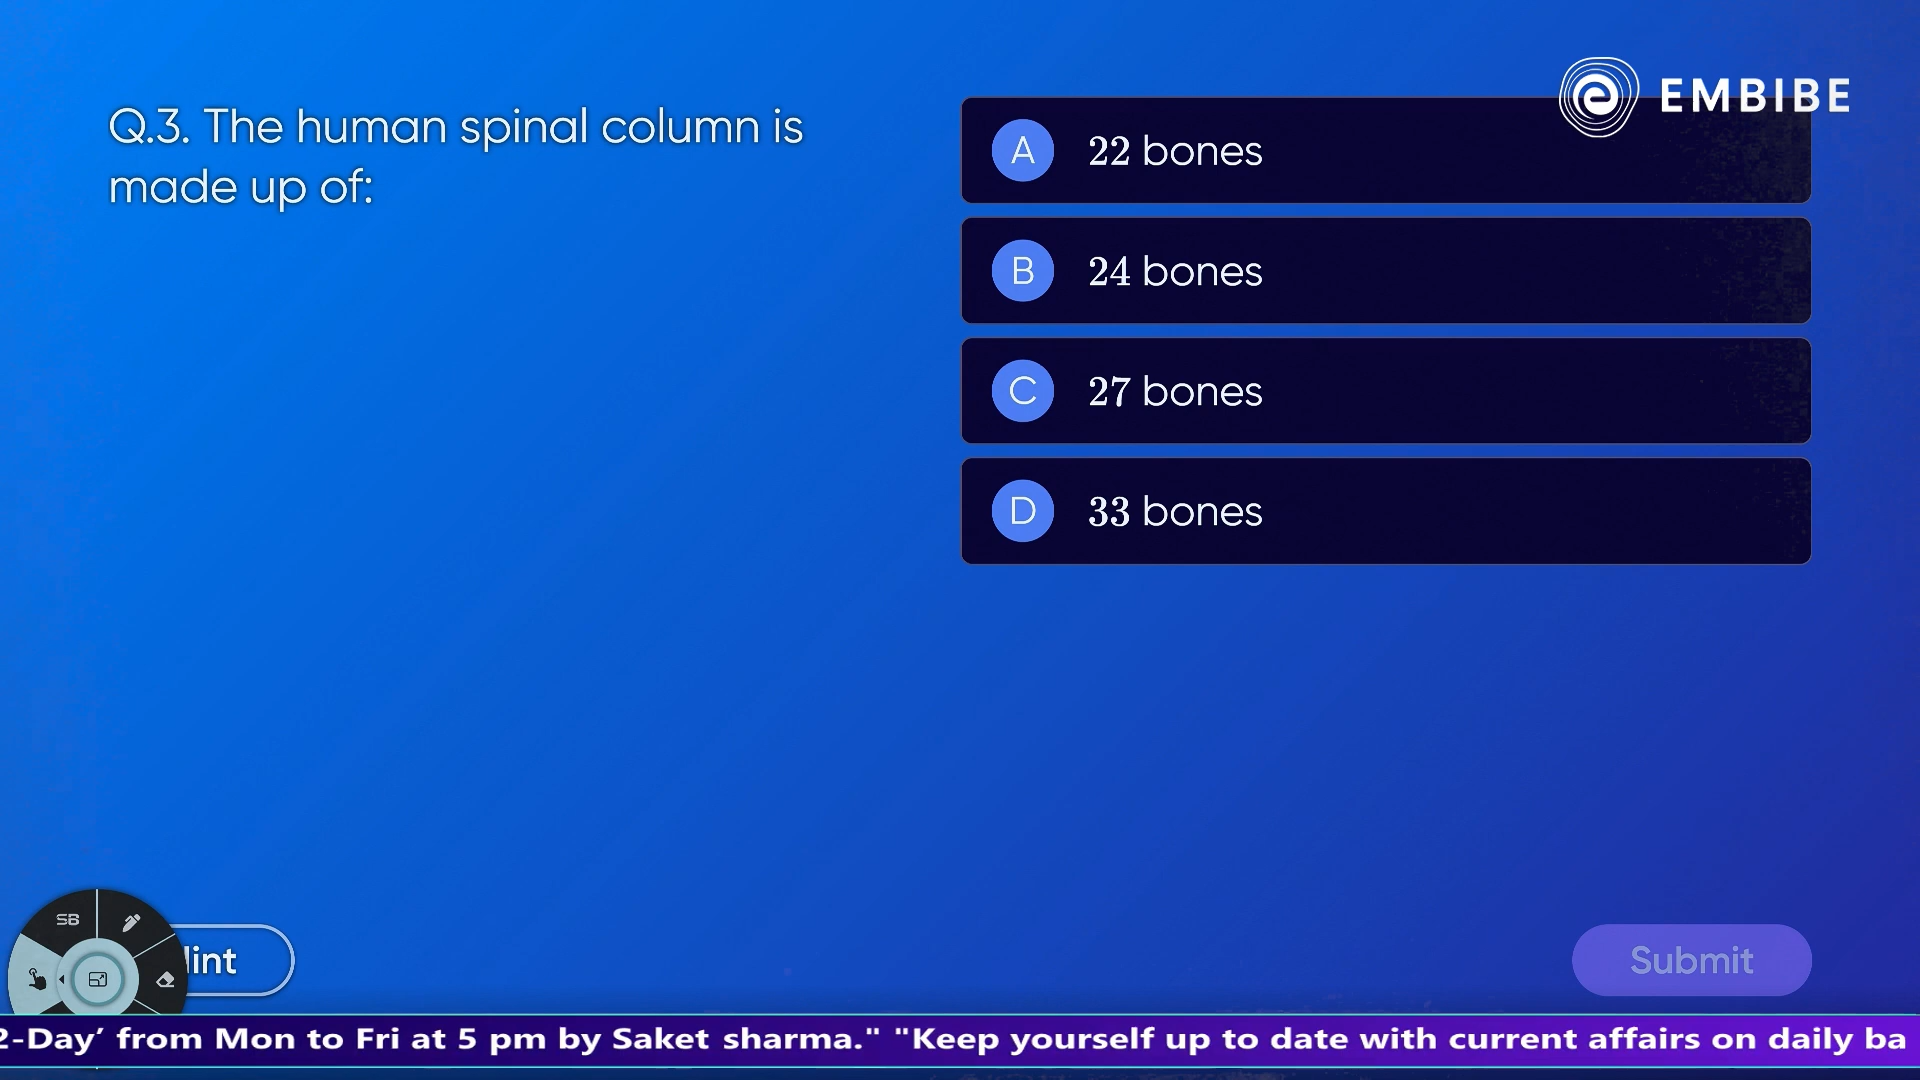 EMBIBE
Q.3. The human spinal column is
made up of:
A 22 bones
B 24 bones
C 27 bones
D 33 bones
SB
int
Submit
2-Day’ from Mon to Fri at 5 pm by Saket sharma." "Keep yourself up to date with current affairs on daily ba